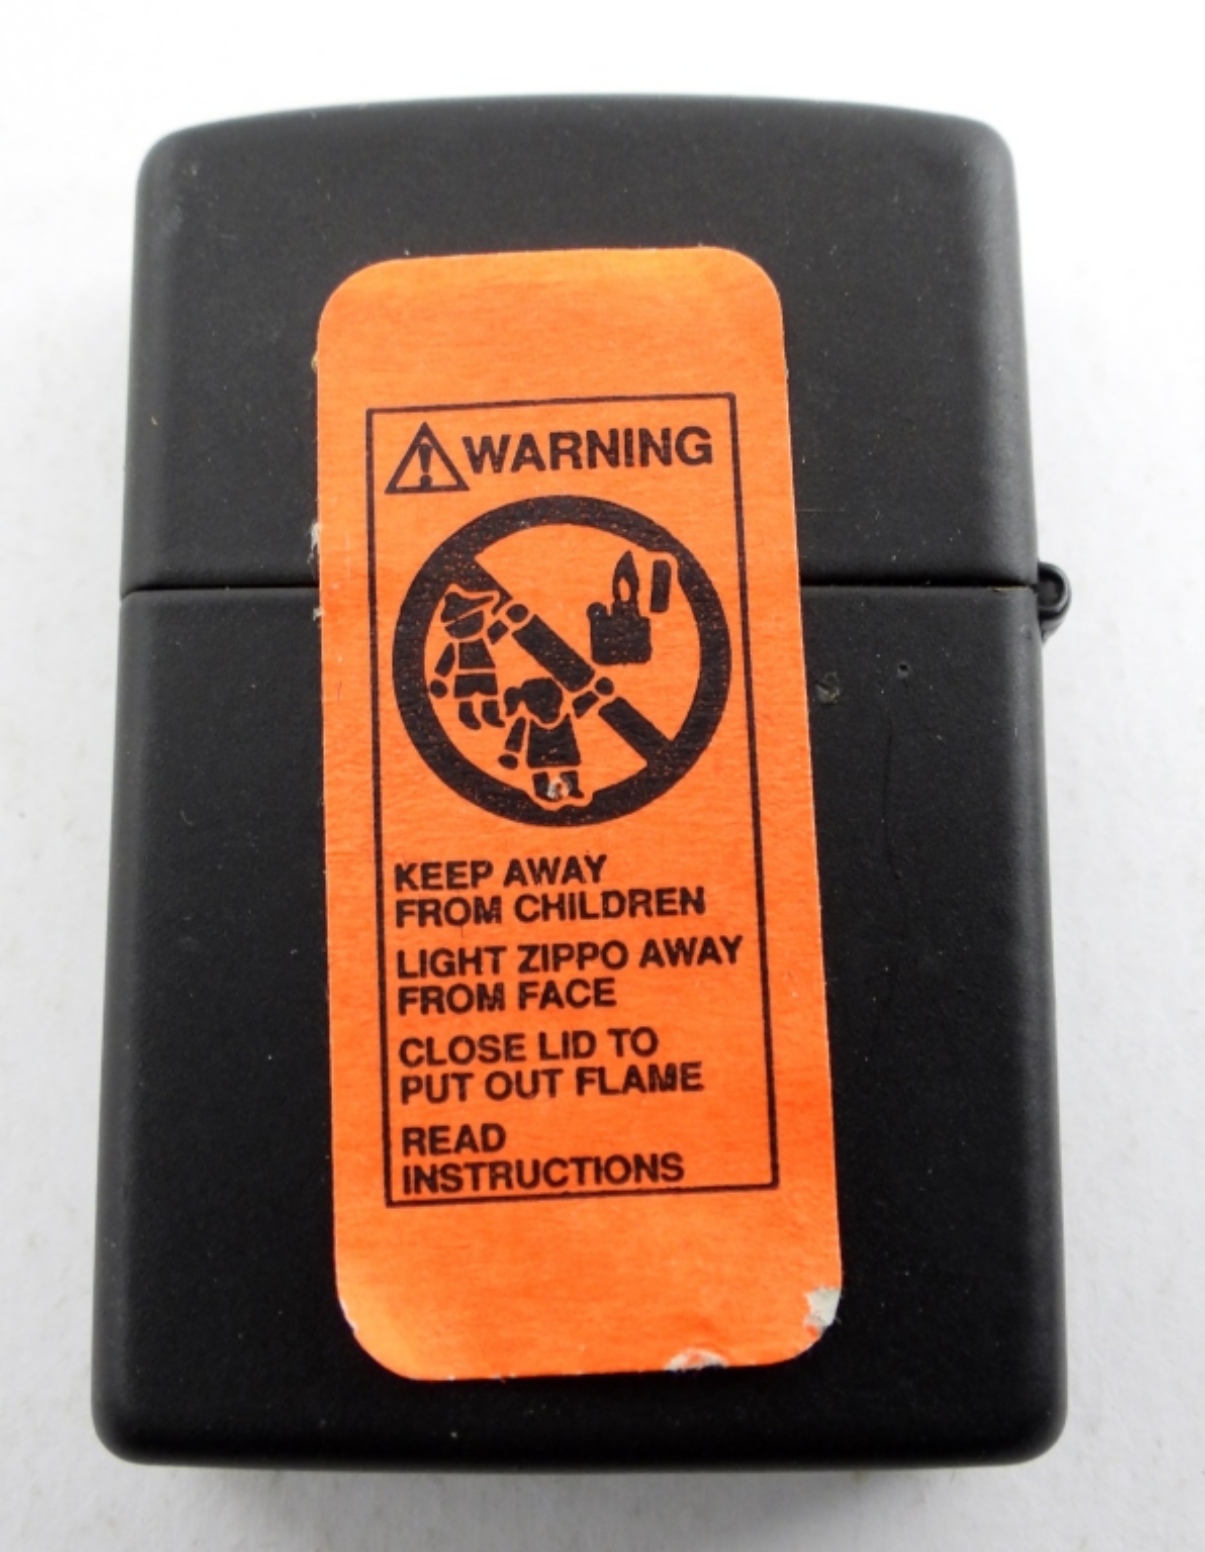 WARNING
KEEP AWAY
FROM CHILDREN
LIGHT ZIPPO AWAY
FROM FACE
CLOSE LID TO
PUT OUT FLAME
READ
INSTRUCTIONS